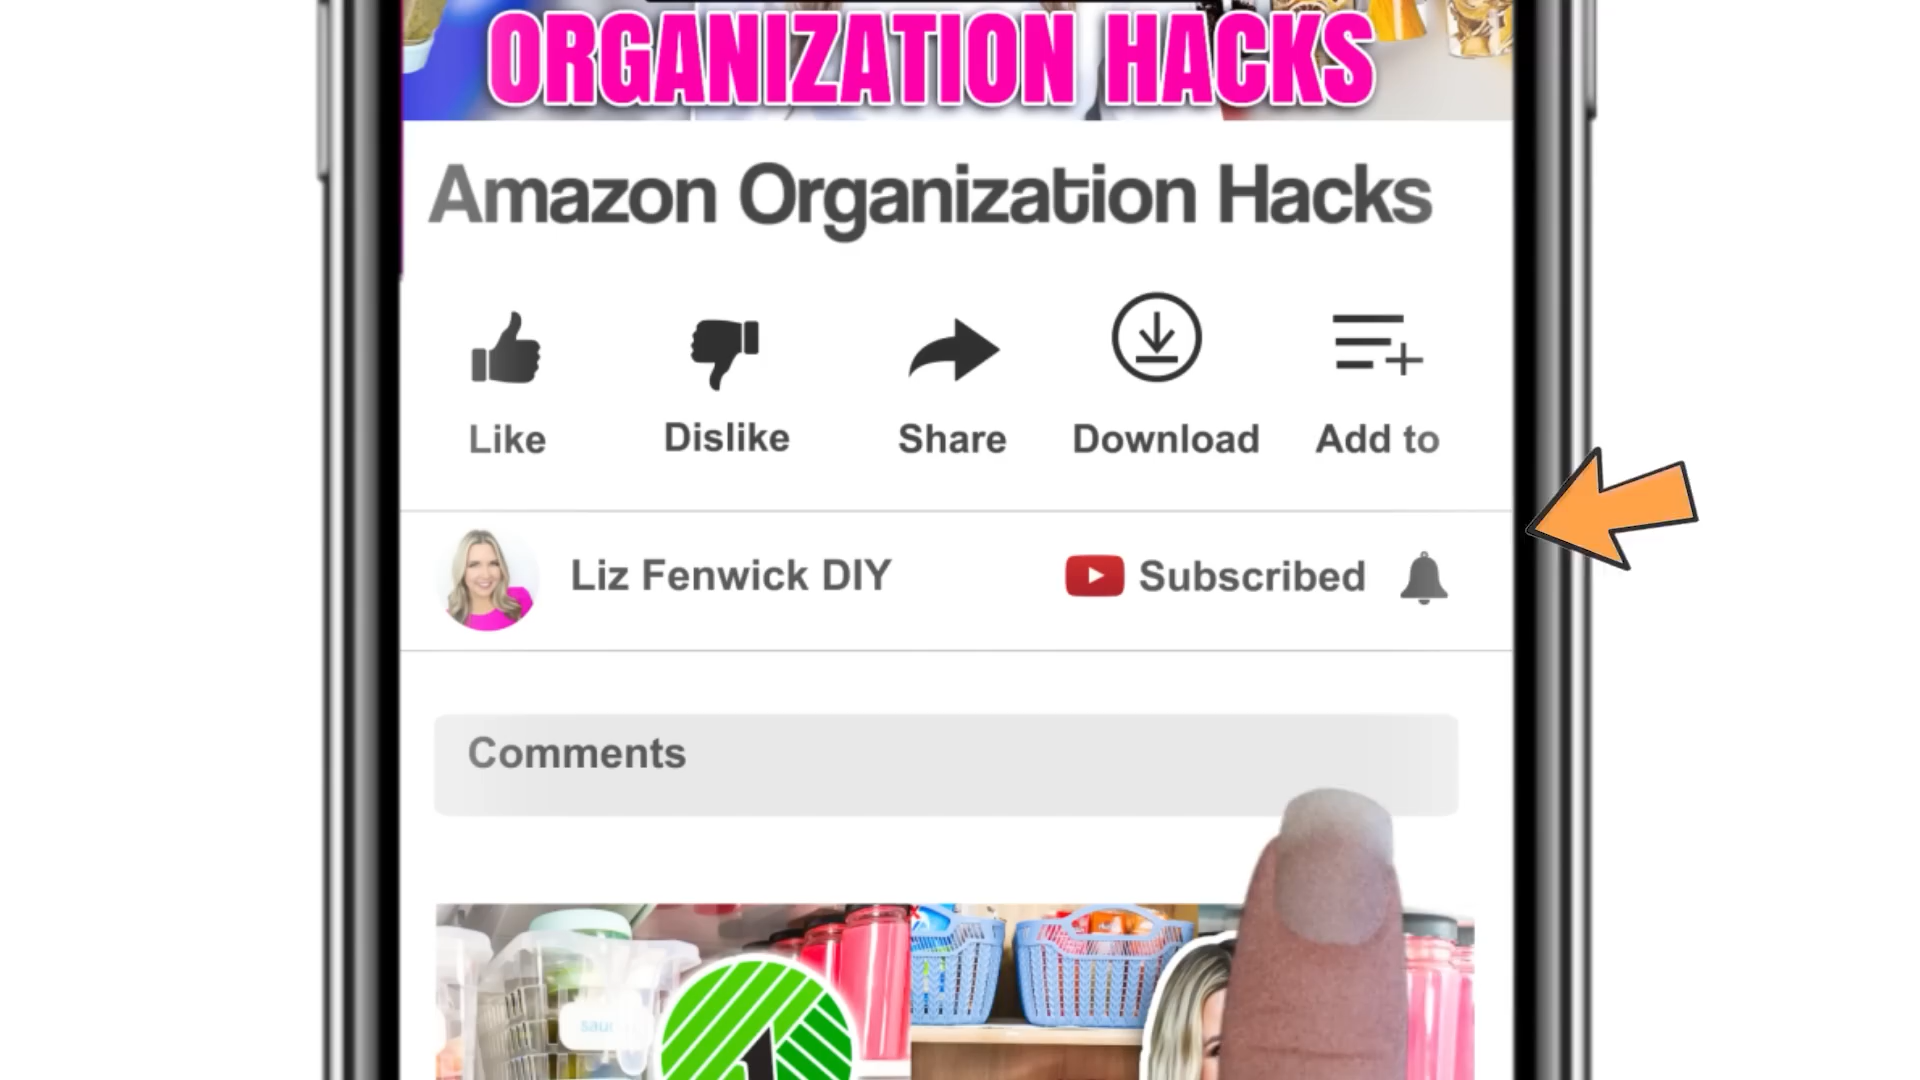 ORGANIZATION HACKS
Amazon Organization Hacks
Like Dislike Share Download Add to
Liz Fenwick DIY Subscribed
Comments